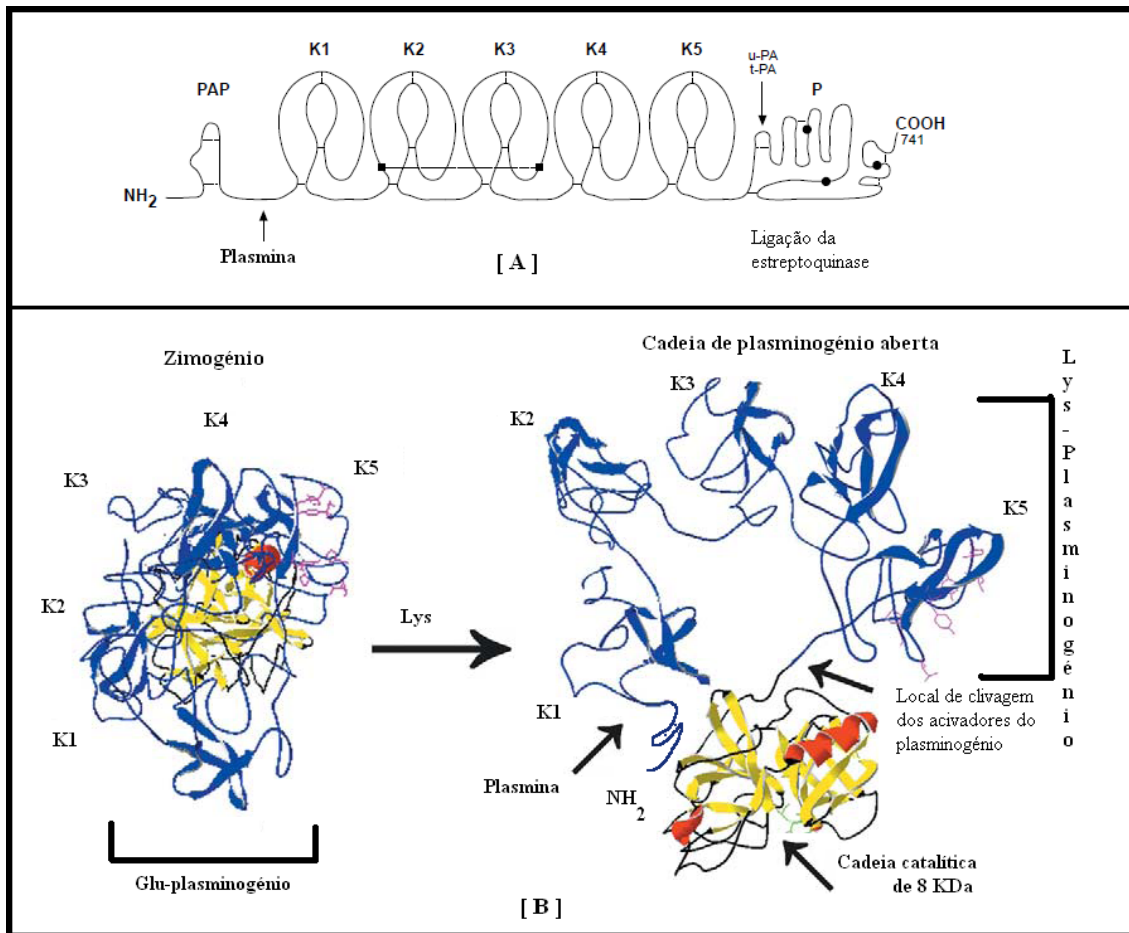 K1 K2 K3 K4 K5
u-PA
t-PA
PAP
P
COOH
741
NH2
Plasmina
Ligação da
estreptoquinase
[ A ]
Zimogénio
Cadeia de plasminogénio aberta
K4
K3
K5
K2
K1
Glu-plasminogénio
Lys
K3
K4
K2
K5
K1
Lys-Plasminogénio
Local de clivagem
dos acivadores do
plasminogénio
Plasmina
NH2
Cadeia catalítica
de 8 KDa
[ B ]